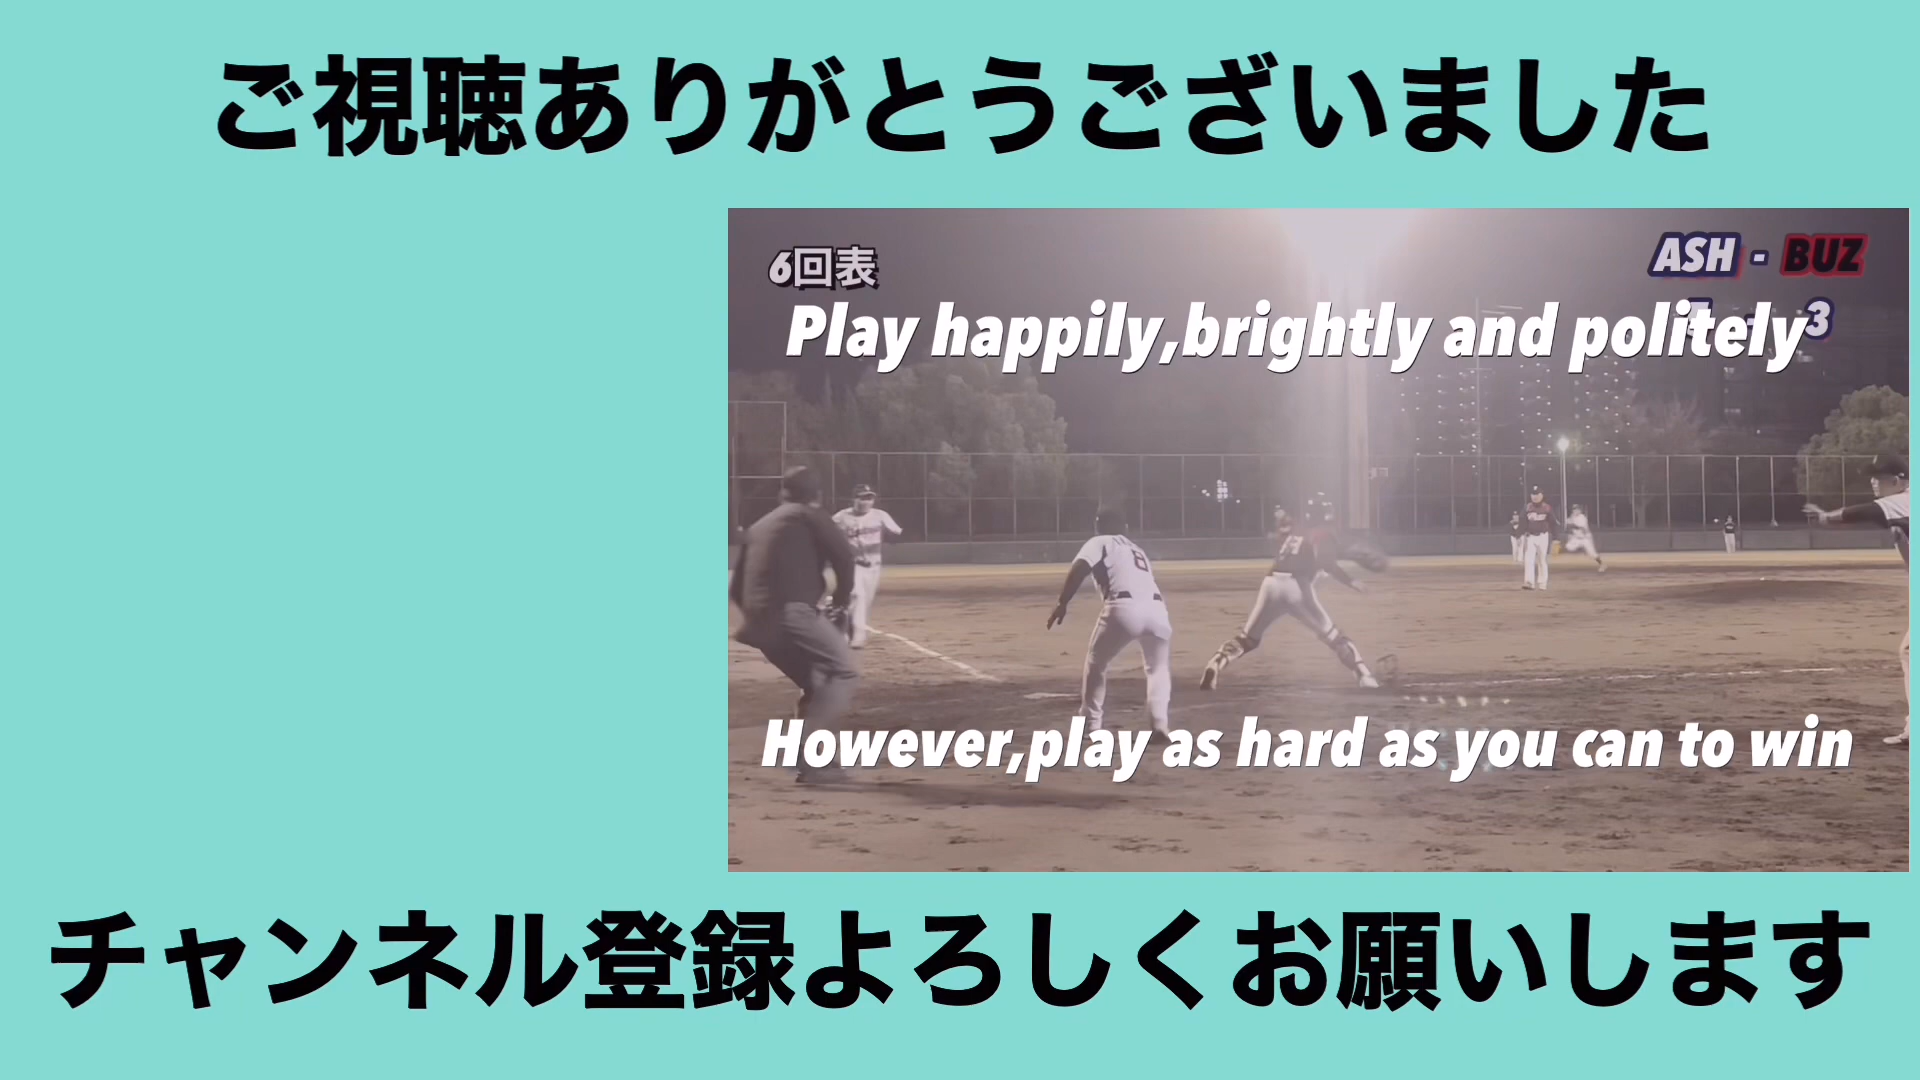 ご視聴ありがとうございました
6回表
ASH - BUZ
3
Play happily,brightly and politely
8
However,play as hard as you can to win
チャンネル登録よろしくお願いします